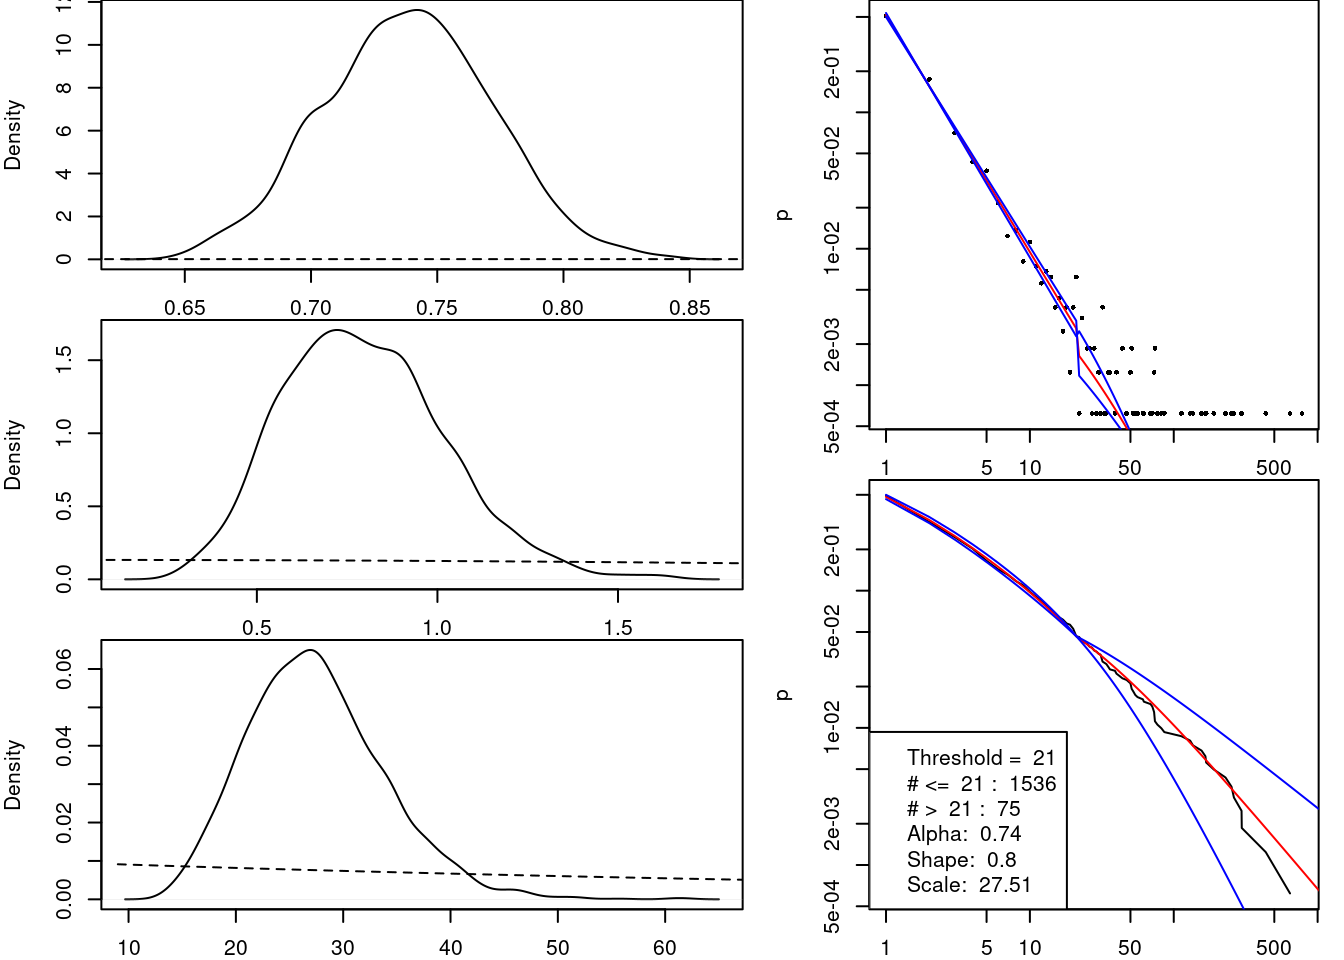 Density
0 2 4 6 8 10
0.65 0.70 0.75 0.80 0.85
Density
0.0 0.5 1.0 1.5
0.5 1.0 1.5
Density
0.00 0.02 0.04 0.06
10 20 30 40 50 60
p
5e-04 2e-03 1e-02 5e-02 2e-01
1 5 10 50 500
p
5e-04 2e-03 1e-02 5e-02 2e-01
Threshold = 21
# <= 21 : 1536
# > 21 : 75
Alpha: 0.74
Shape: 0.8
Scale: 27.51
1 5 10 50 500